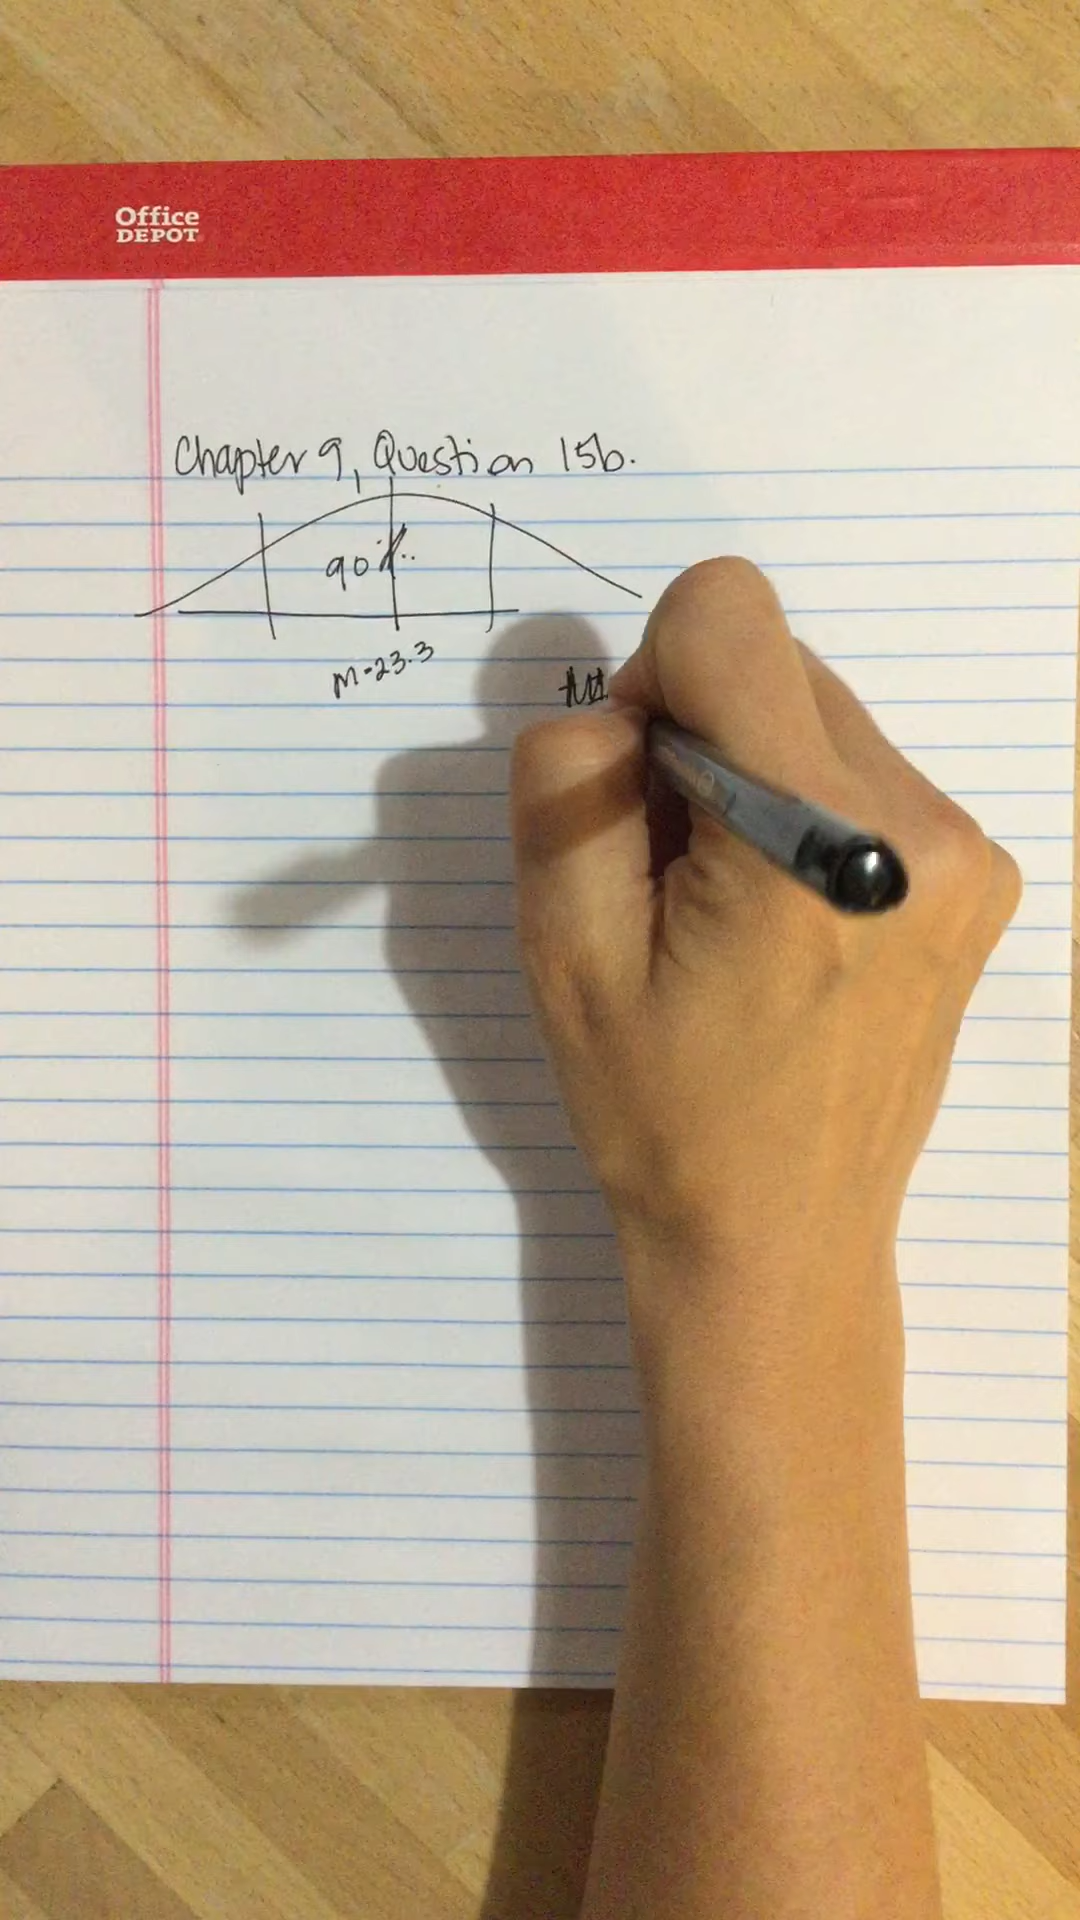 Office
DEPOT
Chapter 9, Question 15b.
90%
M=23.3